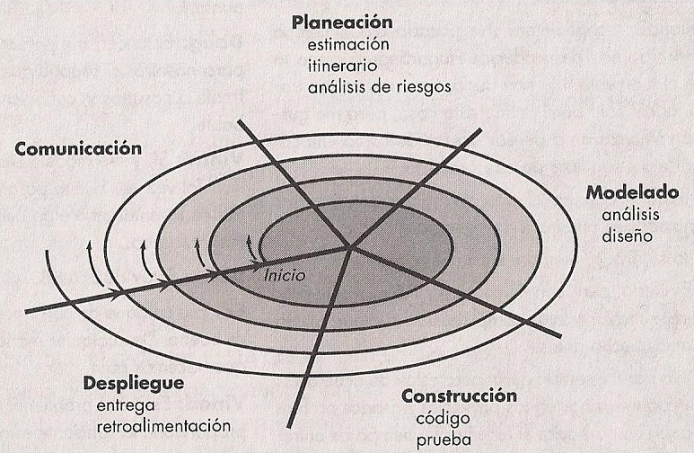 Planeación
estimación
itinerario
análisis de riesgos
Comunicación
Modelado
análisis
diseño
Inicio
Despliegue
entrega
retroalimentación
Construcción
código
prueba